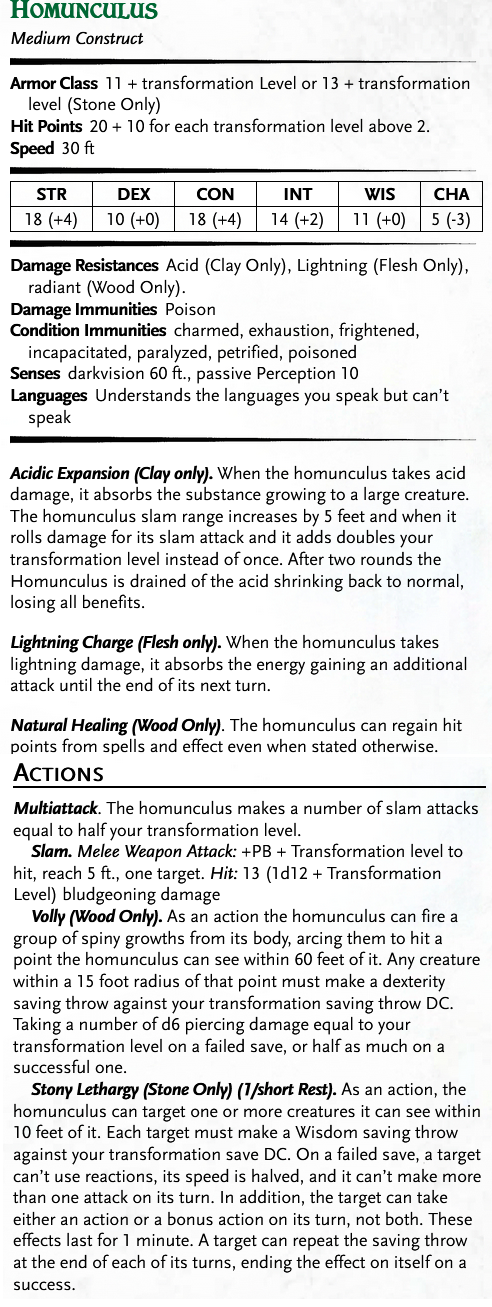 Homunculus
Medium Construct
Armor Class 11 + transformation Level or 13 + transformation
level (Stone Only)
Hit Points 20 + 10 for each transformation level above 2.
Speed 30 ft
STR DEX CON INT WIS CHA
18 (+4) 10 (+0) 18 (+4) 14 (+2) 11 (+0) 5 (-3)
Damage Resistances Acid (Clay Only), Lightning (Flesh Only),
radiant (Wood Only).
Damage Immunities Poison
Condition Immunities charmed, exhaustion, frightened,
incapacitated, paralyzed, petrified, poisoned
Senses darkvision 60 ft., passive Perception 10
Languages Understands the languages you speak but can't
speak
Acidic Expansion (Clay only). When the homunculus takes acid
damage, it absorbs the substance growing to a large creature.
The homunculus slam range increases by 5 feet and when it
rolls damage for its slam attack and it adds doubles your
transformation level instead of once. After two rounds the
Homunculus is drained of the acid shrinking back to normal,
losing all benefits.
Lightning Charge (Flesh only). When the homunculus takes
lightning damage, it absorbs the energy gaining an additional
attack until the end of its next turn.
Natural Healing (Wood Only). The homunculus can regain hit
points from spells and effect even when stated otherwise.
Actions
Multiattack. The homunculus makes a number of slam attacks
equal to half your transformation level.
Slam. Melee Weapon Attack: +PB + Transformation level to
hit, reach 5 ft., one target. Hit: 13 (1d12 + Transformation
Level) bludgeoning damage
Volly (Wood Only). As an action the homunculus can fire a
group of spiny growths from its body, arcing them to hit a
point the homunculus can see within 60 feet of it. Any creature
within a 15 foot radius of that point must make a dexterity
saving throw against your transformation saving throw DC.
Taking a number of d6 piercing damage equal to your
transformation level on a failed save, or half as much on a
successful one.
Stony Lethargy (Stone Only) (1/short Rest). As an action, the
homunculus can target one or more creatures it can see within
10 feet of it. Each target must make a Wisdom saving throw
against your transformation save DC. On a failed save, a target
can't use reactions, its speed is halved, and it can't make more
than one attack on its turn. In addition, the target can take
either an action or a bonus action on its turn, not both. These
effects last for 1 minute. A target can repeat the saving throw
at the end of each of its turns, ending the effect on itself on a
success.